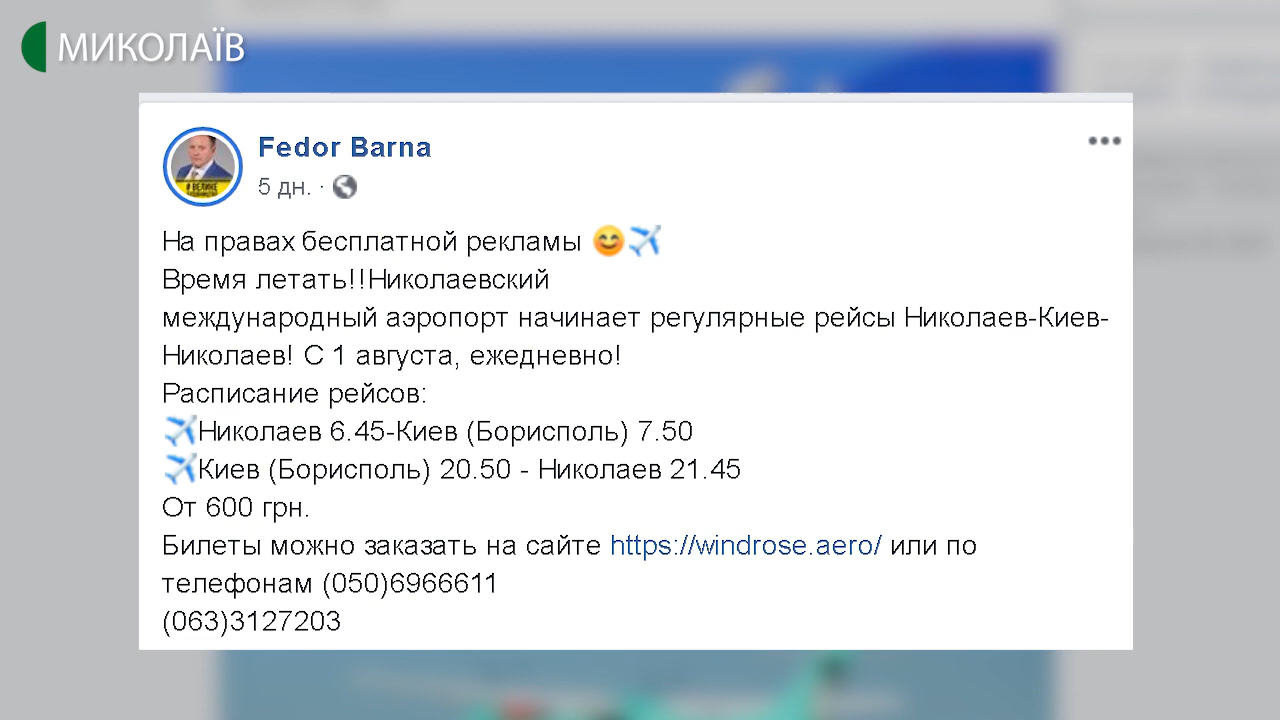 МИКОЛАЇВ
Fedor Barna
5 дн. ·
На правах бесплатной рекламы 😊✈️
Время летать!!Николаевский
международный аэропорт начинает регулярные рейсы Николаев-Киев-
Николаев! С 1 августа, ежедневно!
Расписание рейсов:
✈️Николаев 6.45-Киев (Борисполь) 7.50
✈️Киев (Борисполь) 20.50 - Николаев 21.45
От 600 грн.
Билеты можно заказать на сайте https://windrose.aero/ или по
телефонам (050)6966611
(063)3127203